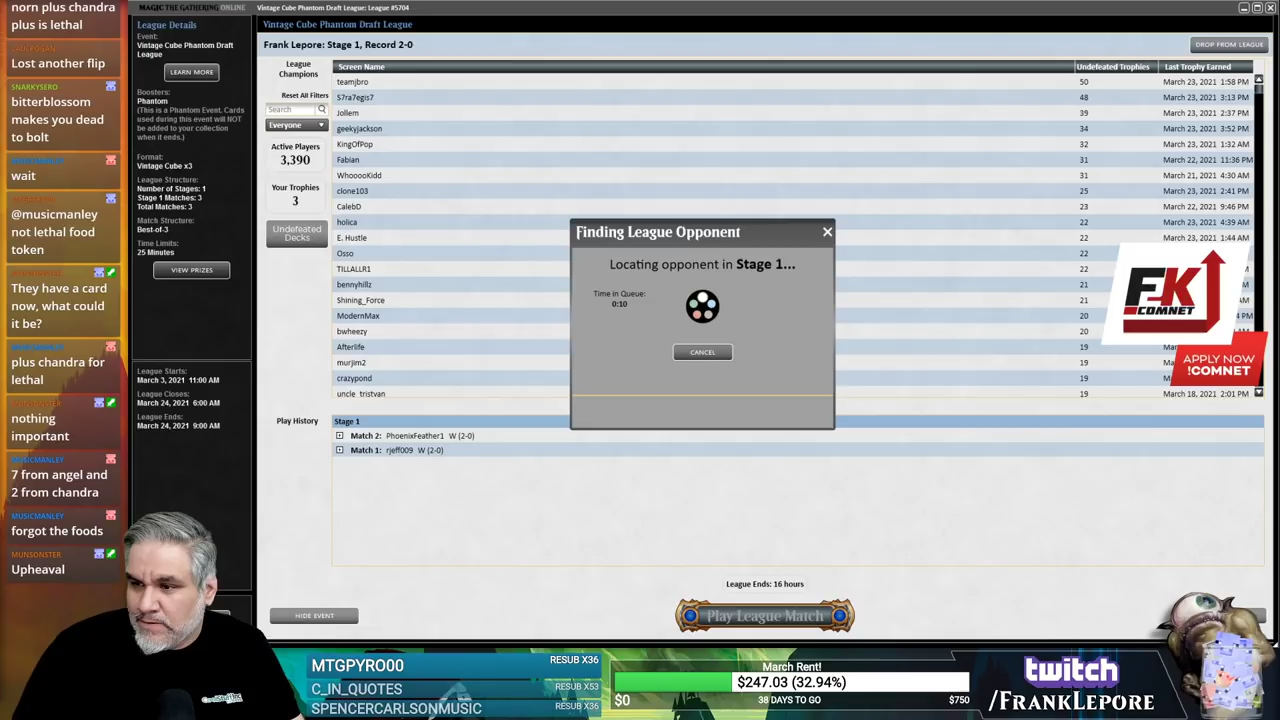 norn plus chandra
plus is lethal
Lost another flip
SNARKYSERO
bitterblossom
makes you dead
to bolt
wait
@musicmanley
not lethal food
token
They have a card
now, what could
it be?
plus chandra for
lethal
nothing
important
MUSICMANLEY
7 from angel and
2 from chandra
MUSICMANLEY
forgot the foods
MUNSONSTER
Upheaval
MAGIC THE GATHERING ONLINE
Vintage Cube Phantom Draft League: League #5704
League Details
Event:
Vintage Cube Phantom Draft
League
LEARN MORE
Boosters:
Phantom
(This is a Phantom Event. Cards
used during this event will NOT
be added to your collection
when it ends.)
Format:
Vintage Cube x3
League Structure:
Number of Stages: 1
Stage 1 Matches: 3
Total Matches: 3
Match Structure:
Best-of-3
Time Limits:
25 Minutes
VIEW PRIZES
League Starts:
March 3, 2021 11:00 AM
League Closes:
March 24, 2021 6:00 AM
League Ends:
March 24, 2021 9:00 AM
Vintage Cube Phantom Draft League
Frank Lepore: Stage 1, Record 2-0
DROP FROM LEAGUE
League
Champions
Reset All Filters
Search
Everyone
Active Players
3,390
Your Trophies
3
Undefeated
Decks
Screen Name Undefeated Trophies Last Trophy Earned
teamjbro 50 March 23, 2021 1:58 PM
S7ra7egis7 48 March 23, 2021 3:13 PM
Jollem 39 March 23, 2021 2:37 PM
geekyjackson 34 March 23, 2021 3:52 PM
KingOfPop 32 March 23, 2021 1:32 AM
Fabian 31 March 22, 2021 11:36 PM
WhooooKidd 31 March 21, 2021 4:30 AM
clone103 25 March 23, 2021 2:41 PM
CalebD 23 March 22, 2021 9:46 PM
holica 22 March 23, 2021 4:39 AM
E. Hustle 22 March 23, 2021 1:44 AM
Osso 22
TILLALLR1 22
bennyhillz 21
Shining_Force 21
ModernMax 20
bwheezy 20
Afterlife 19
murjim2 19
crazypond 19
uncle_tristvan 19 March 18, 2021 2:01 PM
Finding League Opponent
Locating opponent in Stage 1...
Time in Queue:
0:10
CANCEL
COMNET
APPLY NOW
!COMNET
Play History
Stage 1
Match 2: PhoenixFeather1 W (2-0)
Match 1: rjeff009 W (2-0)
League Ends: 16 hours
HIDE EVENT
Play League Match
MTGPYRO00 RESUB X36
C_IN_QUOTES RESUB X53
SPENCERCARLSONMUSIC RESUB X36
March Rent!
$247.03 (32.94%)
$0 38 DAYS TO GO $750
twitch
/FRANKLEPORE